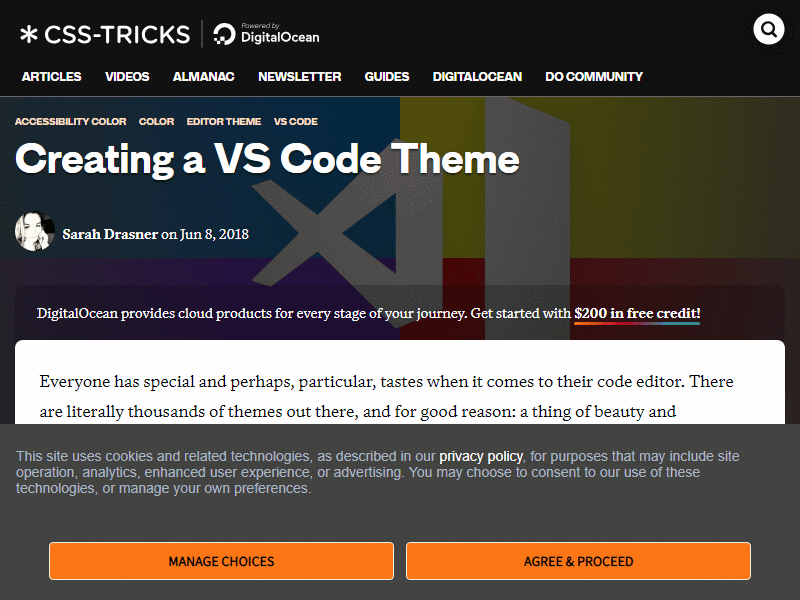 CSS-TRICKS
Powered by
DigitalOcean
ARTICLES VIDEOS ALMANAC NEWSLETTER GUIDES DIGITALOCEAN DO COMMUNITY
ACCESSIBILITY COLOR COLOR EDITOR THEME VS CODE
Creating a VS Code Theme
Sarah Drasner on Jun 8, 2018
DigitalOcean provides cloud products for every stage of your journey. Get started with $200 in free credit!
Everyone has special and perhaps, particular, tastes when it comes to their code editor. There
are literally thousands of themes out there, and for good reason: a thing of beauty and
This site uses cookies and related technologies, as described in our privacy policy, for purposes that may include site
operation, analytics, enhanced user experience, or advertising. You may choose to consent to our use of these
technologies, or manage your own preferences.
MANAGE CHOICES AGREE & PROCEED